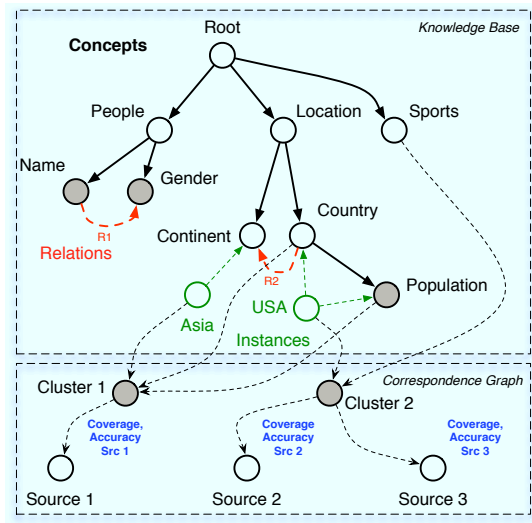 Root
Knowledge Base
Concepts
People
Location
Sports
Name
Gender
Country
R1
Relations
Continent
R2
Population
USA
Asia
Instances
Cluster 1
Correspondence Graph
Cluster 2
Coverage,
Accuracy
Src 1
Coverage
Accuracy
Src 2
Coverage,
Accuracy
Src 3
Source 1
Source 2
Source 3